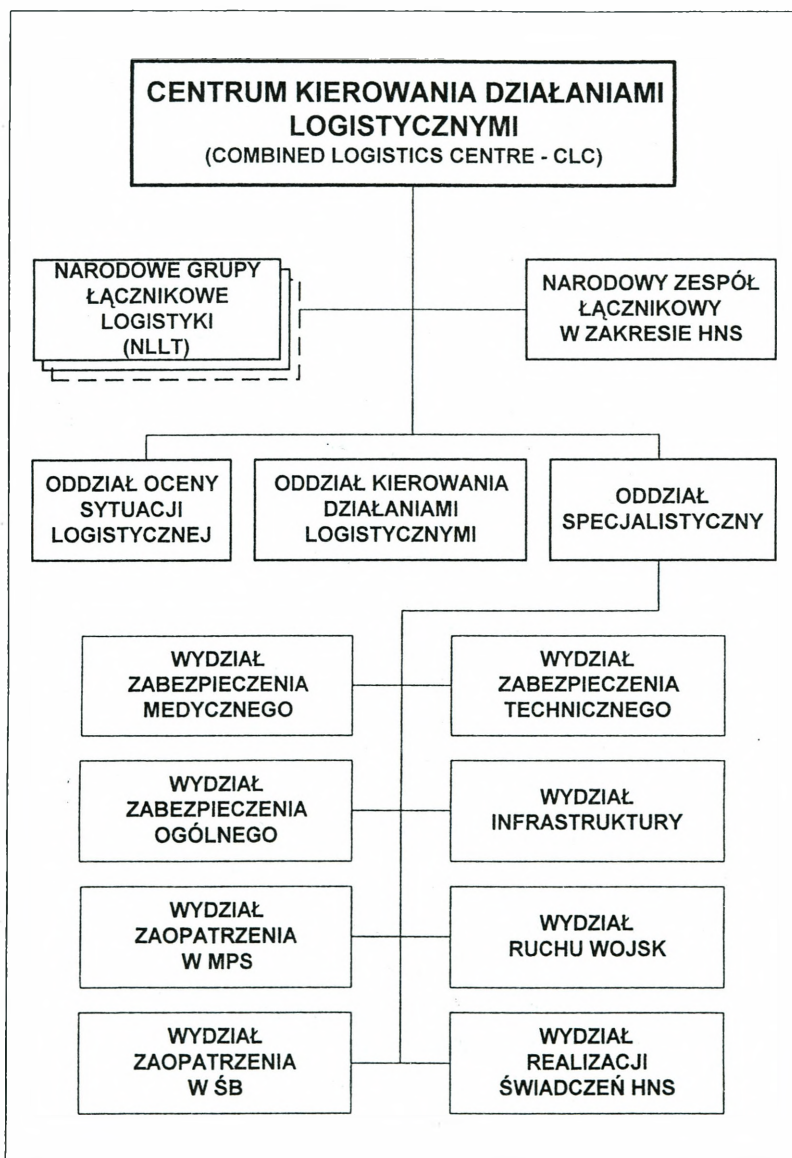 CENTRUM KIEROWANIA DZIAŁANIAMI
LOGISTYCZNYMI
(COMBINED LOGISTICS CENTRE - CLC)
NARODOWE GRUPY
ŁĄCZNIKOWE
LOGISTYKI
(NLLT)
NARODOWY ZESPÓŁ
ŁĄCZNIKOWY
W ZAKRESIE HNS
ODDZIAŁ OCENY
SYTUACJI
LOGISTYCZNEJ
ODDZIAŁ KIEROWANIA
DZIAŁANIAMI
LOGISTYCZNYMI
ODDZIAŁ
SPECJALISTYCZNY
WYDZIAŁ
ZABEZPIECZENIA
MEDYCZNEGO
WYDZIAŁ
ZABEZPIECZENIA
TECHNICZNEGO
WYDZIAŁ
ZABEZPIECZENIA
OGÓLNEGO
WYDZIAŁ
INFRASTRUKTURY
WYDZIAŁ
ZAOPATRZENIA
W MPS
WYDZIAŁ
RUCHU WOJSK
WYDZIAŁ
ZAOPATRZENIA
W ŚB
WYDZIAŁ
REALIZACJI
ŚWIADCZEŃ HNS